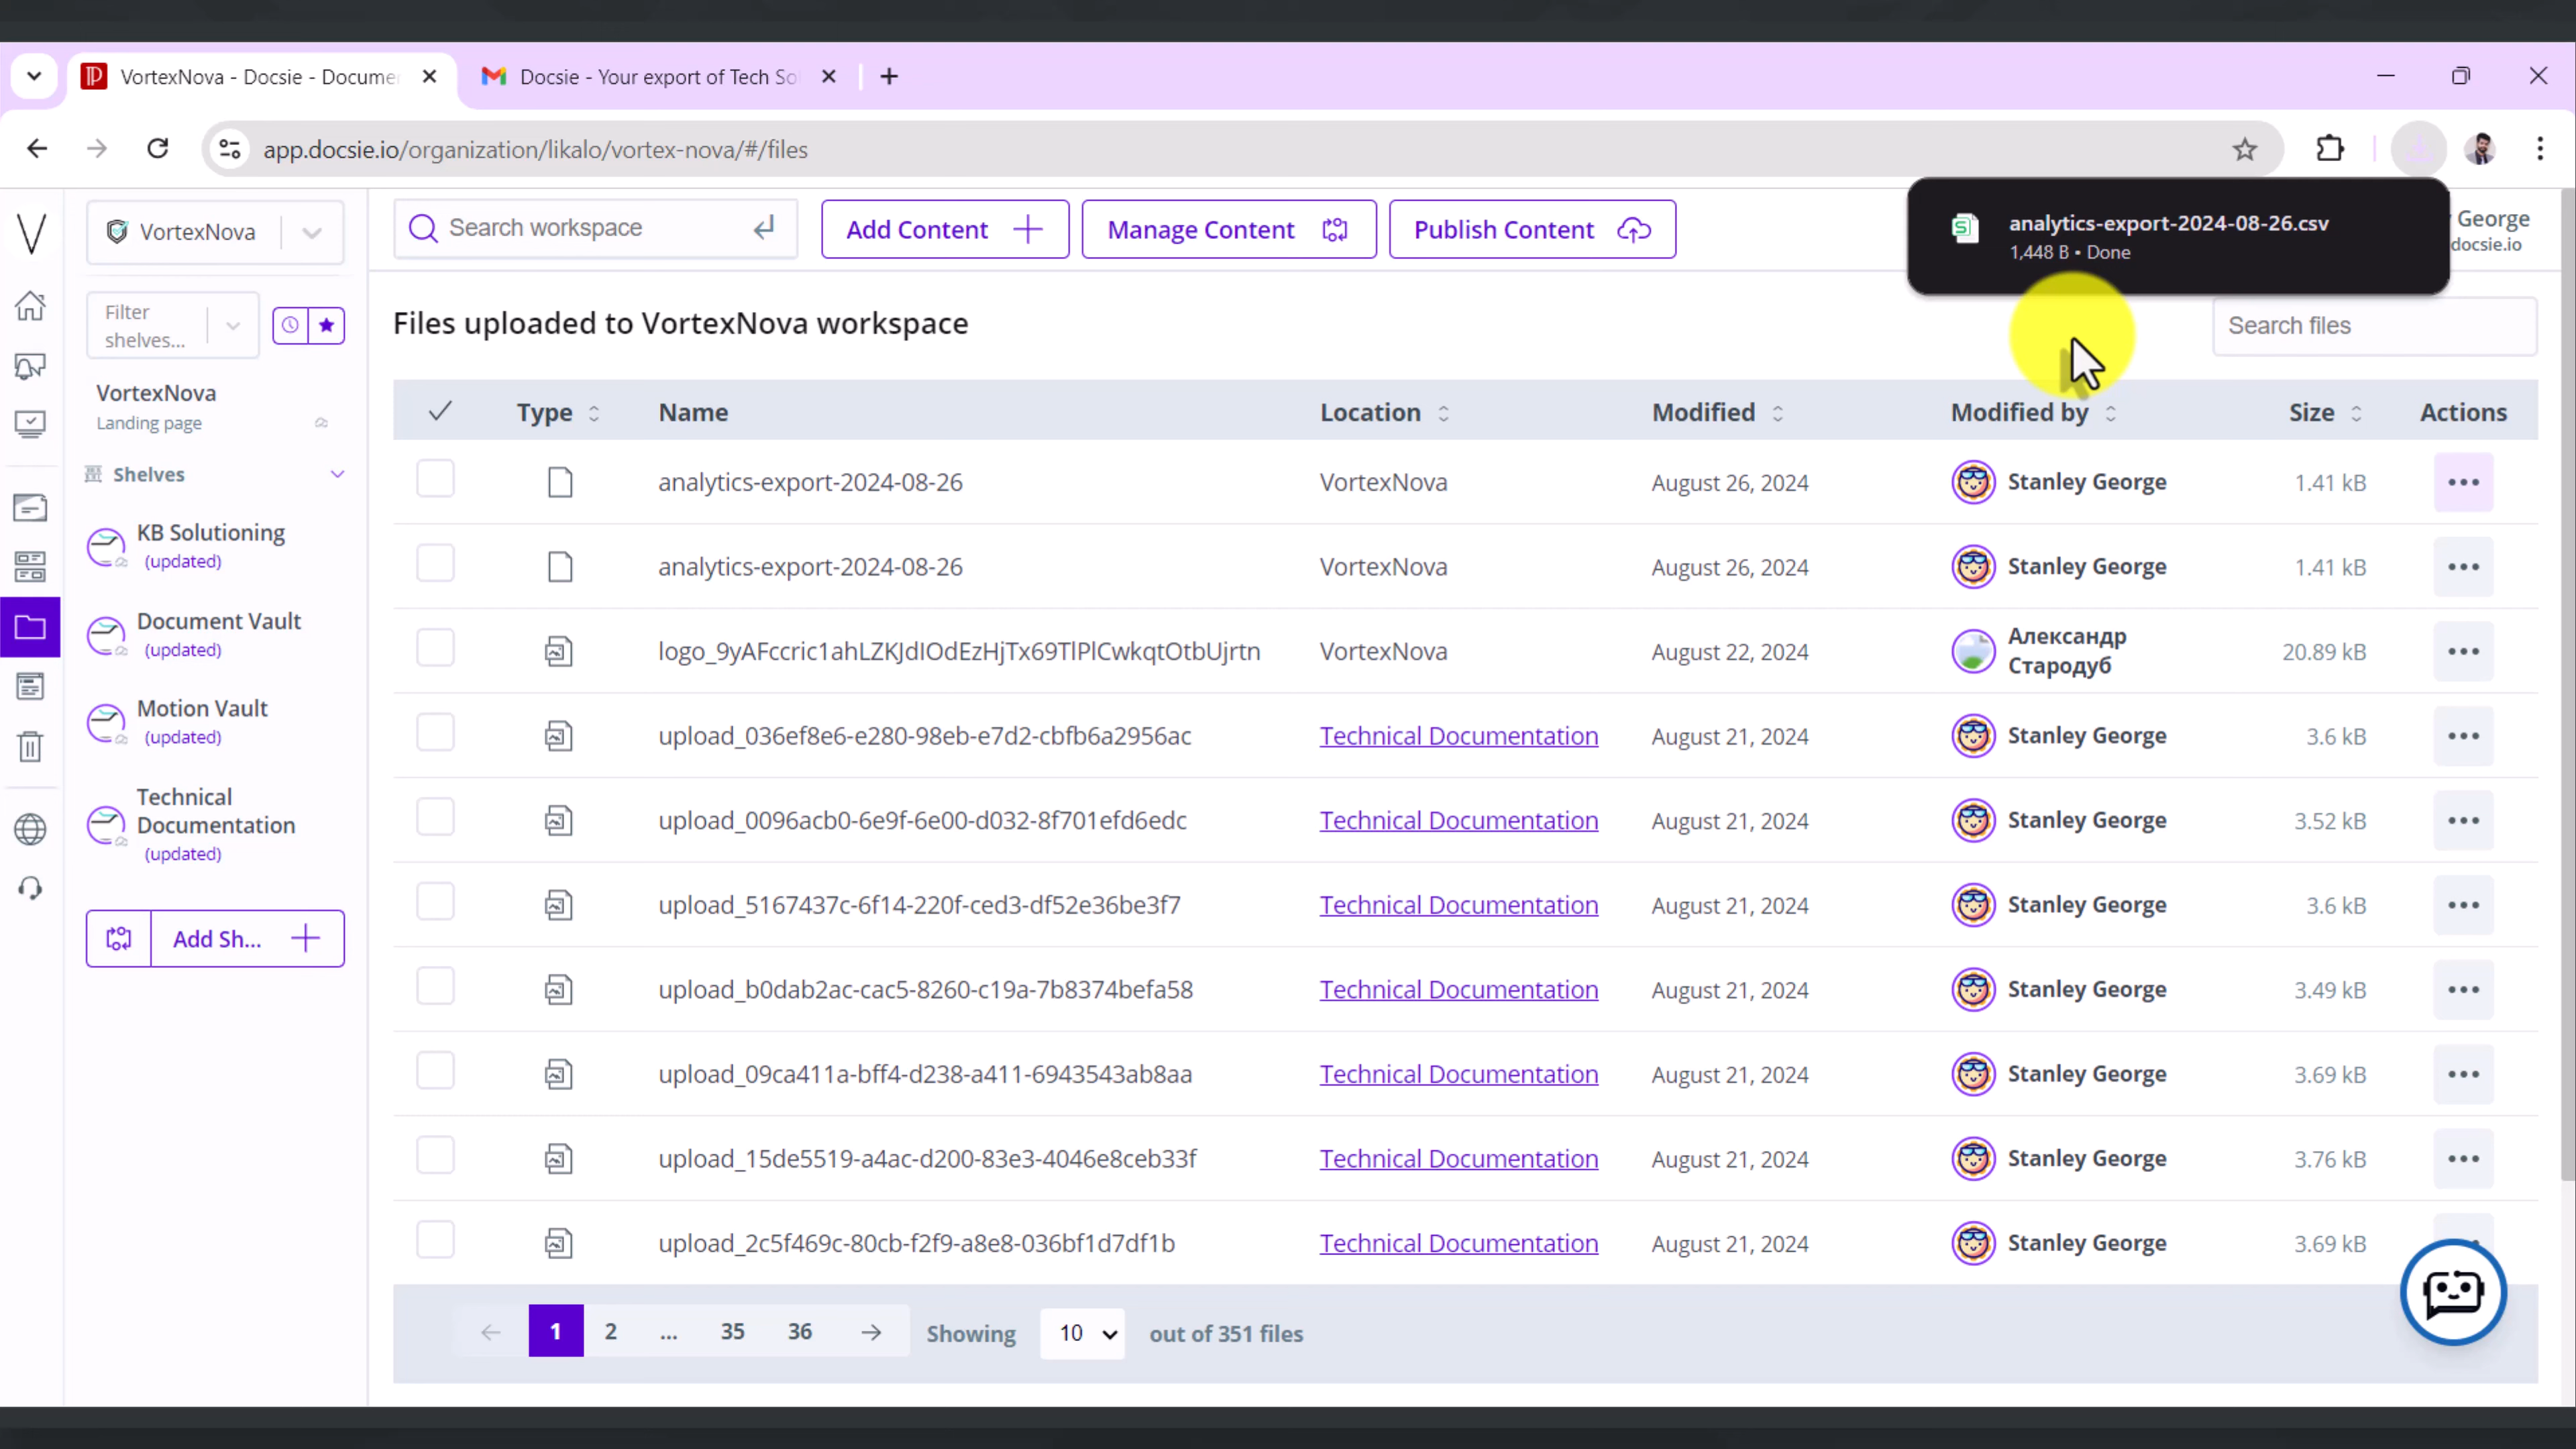 VortexNova - Docsie - Docume
Docsie - Your export of Tech So
app.docsie.io/organization/likalo/vortex-nova/#/files
V
VortexNova
Search workspace
Add Content
Manage Content
Publish Content
analytics-export-2024-08-26.csv
1,448 B • Done
George
docsie.io
Filter
shelves...
VortexNova
Landing page
Shelves
KB Solutioning
(updated)
Document Vault
(updated)
Motion Vault
(updated)
Technical
Documentation
(updated)
Add Sh...
Files uploaded to VortexNova workspace
Search files
Type Name Location Modified Modified by Size Actions
analytics-export-2024-08-26 VortexNova August 26, 2024 Stanley George 1.41 kB
analytics-export-2024-08-26 VortexNova August 26, 2024 Stanley George 1.41 kB
logo_9yAFccric1ahLZKJdIOdEzHjTx69TlPlCwkqtOtbUjrtn VortexNova August 22, 2024 Александр Стародуб 20.89 kB
upload_036ef8e6-e280-98eb-e7d2-cbfb6a2956ac Technical Documentation August 21, 2024 Stanley George 3.6 kB
upload_0096acb0-6e9f-6e00-d032-8f701efd6edc Technical Documentation August 21, 2024 Stanley George 3.52 kB
upload_5167437c-6f14-220f-ced3-df52e36be3f7 Technical Documentation August 21, 2024 Stanley George 3.6 kB
upload_b0dab2ac-cac5-8260-c19a-7b8374befa58 Technical Documentation August 21, 2024 Stanley George 3.49 kB
upload_09ca411a-bff4-d238-a411-6943543ab8aa Technical Documentation August 21, 2024 Stanley George 3.69 kB
upload_15de5519-a4ac-d200-83e3-4046e8ceb33f Technical Documentation August 21, 2024 Stanley George 3.76 kB
upload_2c5f469c-80cb-f2f9-a8e8-036bf1d7df1b Technical Documentation August 21, 2024 Stanley George 3.69 kB
1 2 ... 35 36 Showing 10 out of 351 files